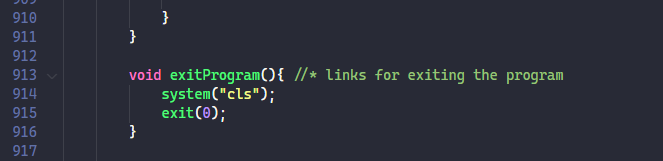 909
910 }
911 }
912
913 void exitProgram(){ //* links for exiting the program
914 system("cls");
915 exit(0);
916 }
917